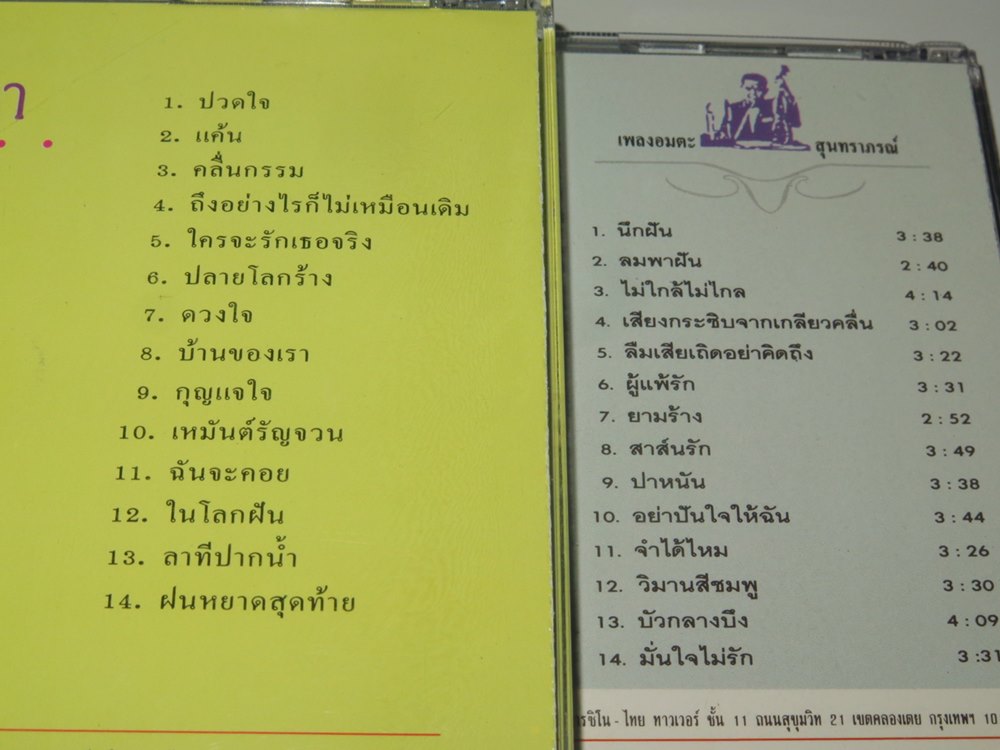 า
. .
1. ปวดใจ
2. แค้น
3. คลื่นกรรม
4. ถึงอย่างไรก็ไม่เหมือนเดิม
5. ใครจะรักเธอจริง
6. ปลายโลกร้าง
7. ดวงใจ
8. บ้านของเรา
9. กุญแจใจ
10. เหมันต์รัญจวน
11. ฉันจะคอย
12. ในโลกฝัน
13. ลาทีปากน้ำ
14. ฝนหยาดสุดท้าย
เพลงอมตะ สุนทราภรณ์
1. นึกฝัน 3 : 38
2. ลมพาฝัน 2 : 40
3. ไม่ใกล้ไม่ไกล 4 : 14
4. เสียงกระซิบจากเกลียวคลื่น 3 : 02
5. ลืมเสียเถิดอย่าคิดถึง 3 : 22
6. ผู้แพ้รัก 3 : 31
7. ยามร้าง 2 : 52
8. สาส์นรัก 3 : 49
9. ปาหนัน 3 : 38
10. อย่าปันใจให้ฉัน 3 : 44
11. จำได้ไหม 3 : 26
12. วิมานสีชมพู 3 : 30
13. บัวกลางบึง 4 : 09
14. มั่นใจไม่รัก 3 :31
รซิโน - ไทย ทาวเวอร์ ชั้น 11 ถนนสุขุมวิท 21 เขตคลองเตย กรุงเทพฯ 10